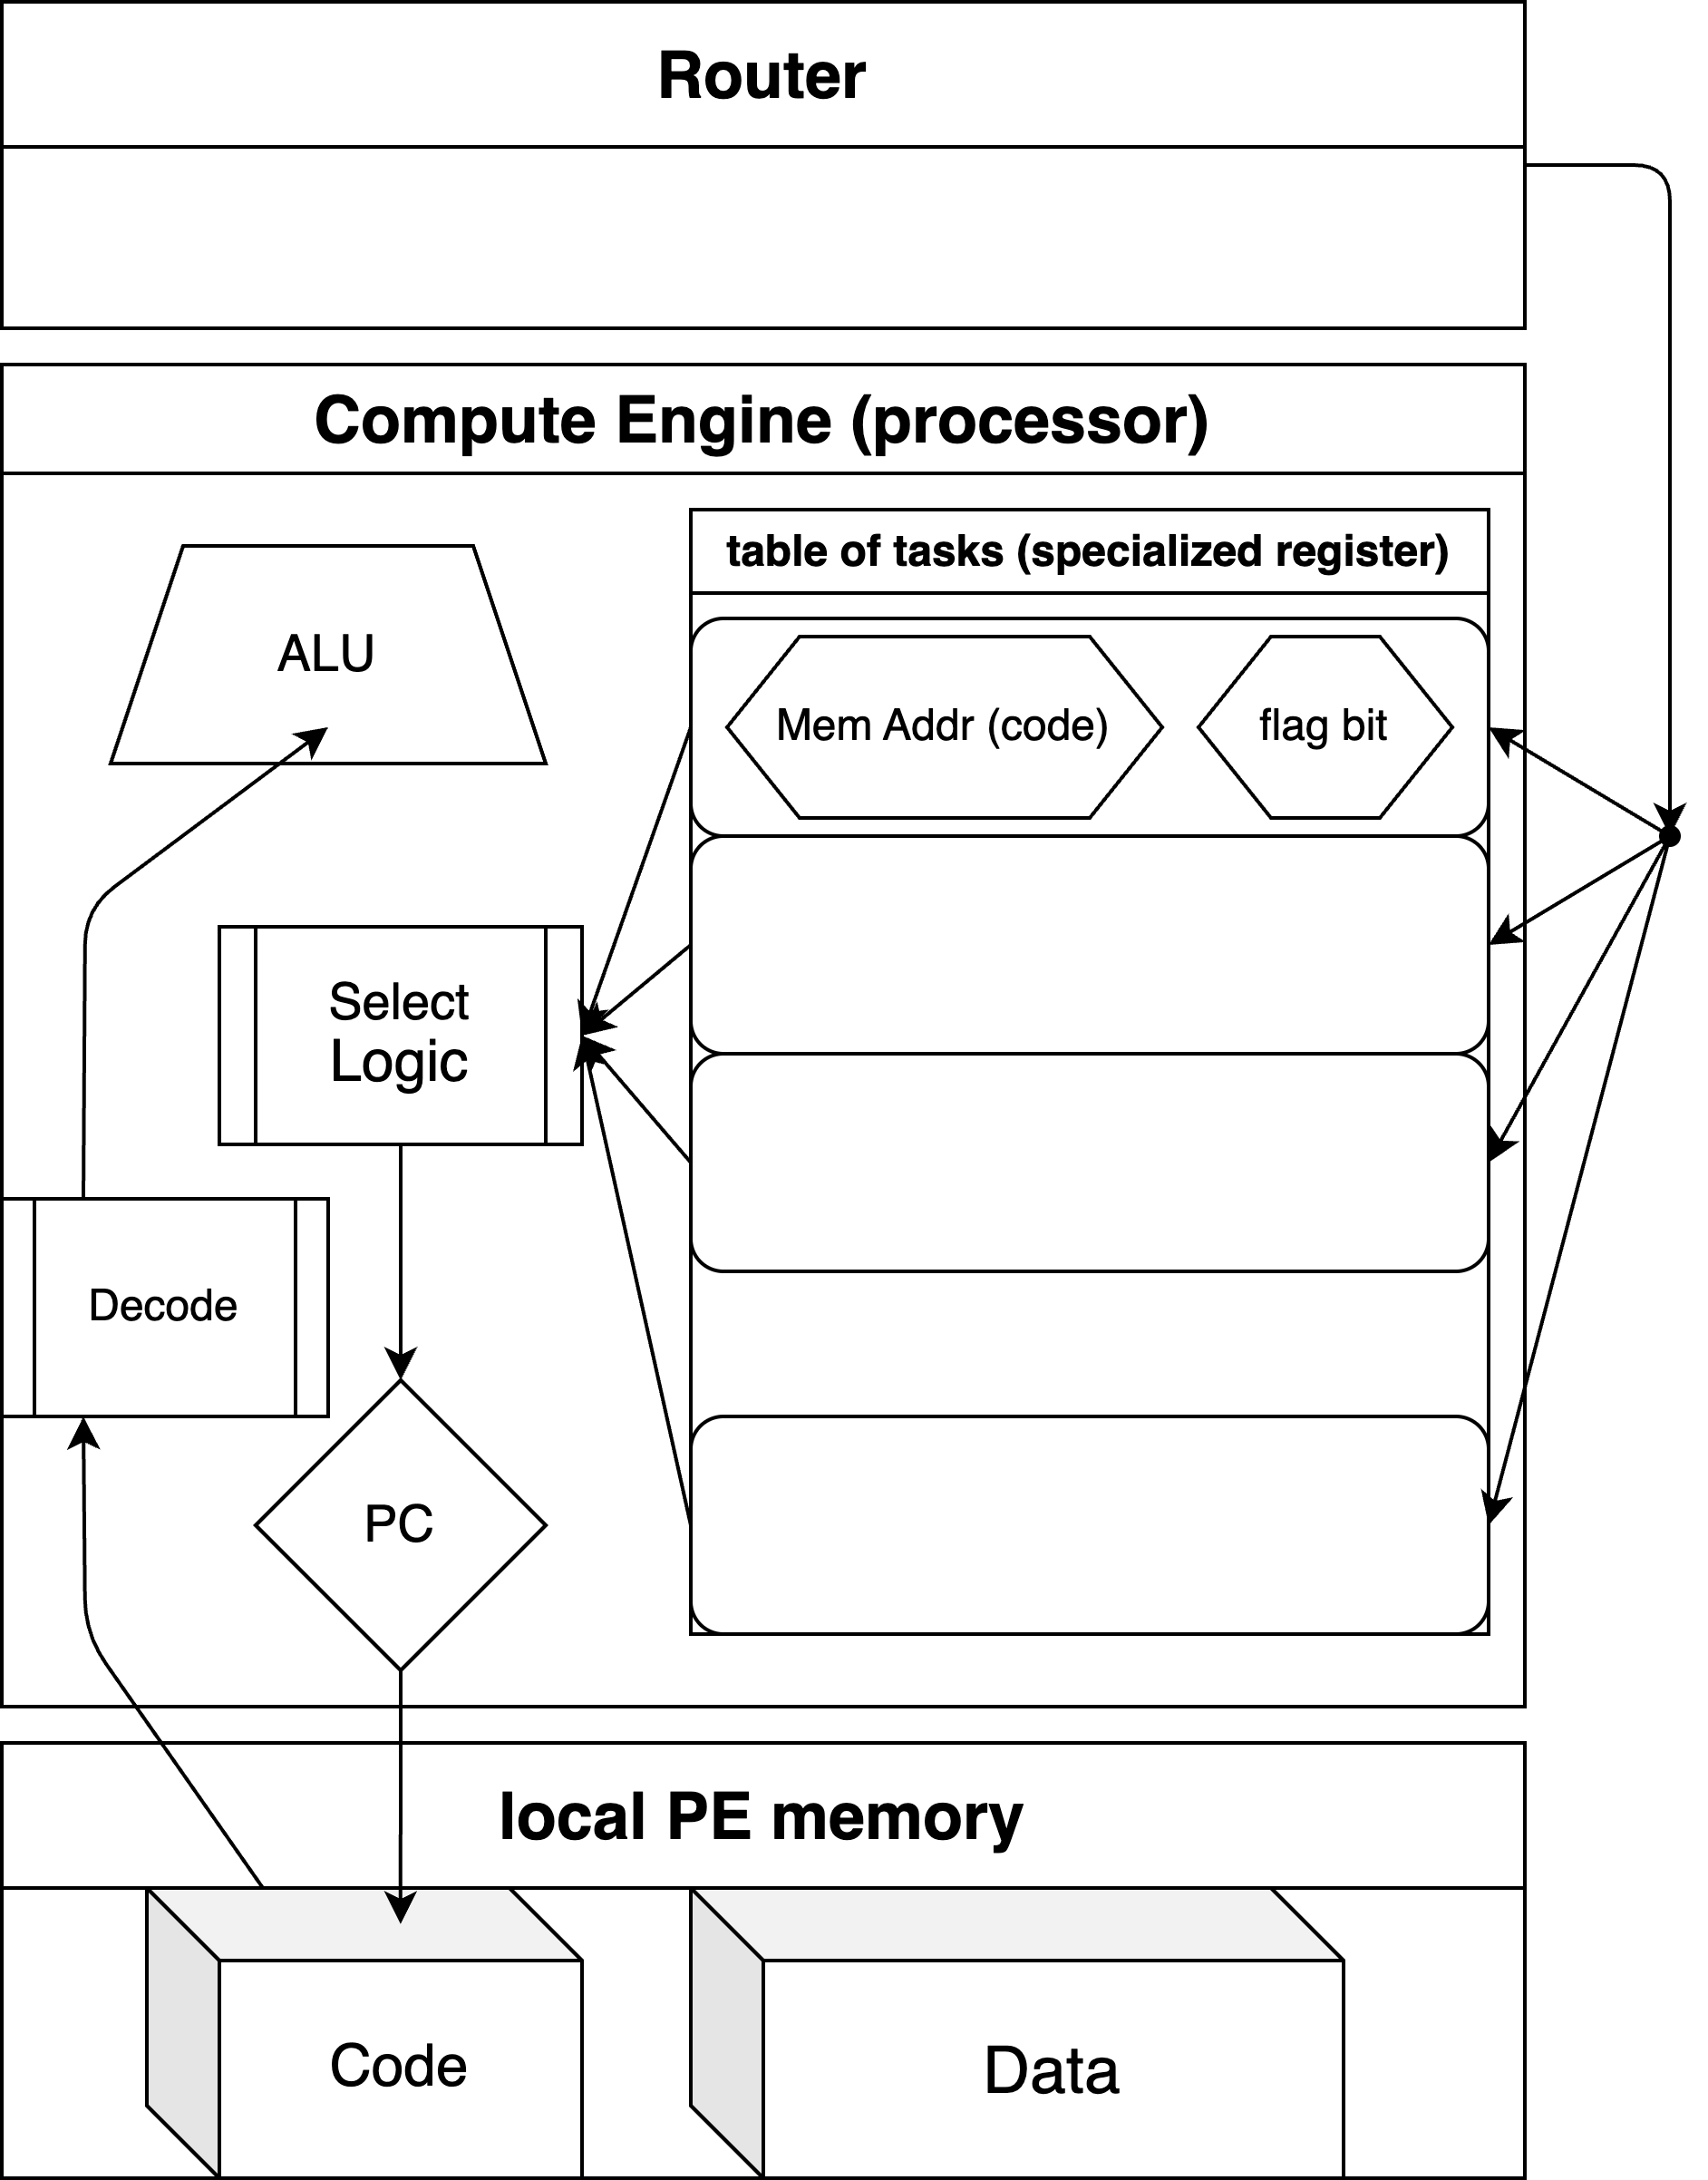 Router
Compute Engine (processor)
table of tasks (specialized register)
ALU
Mem Addr (code)
flag bit
Select
Logic
Decode
PC
local PE memory
Code
Data